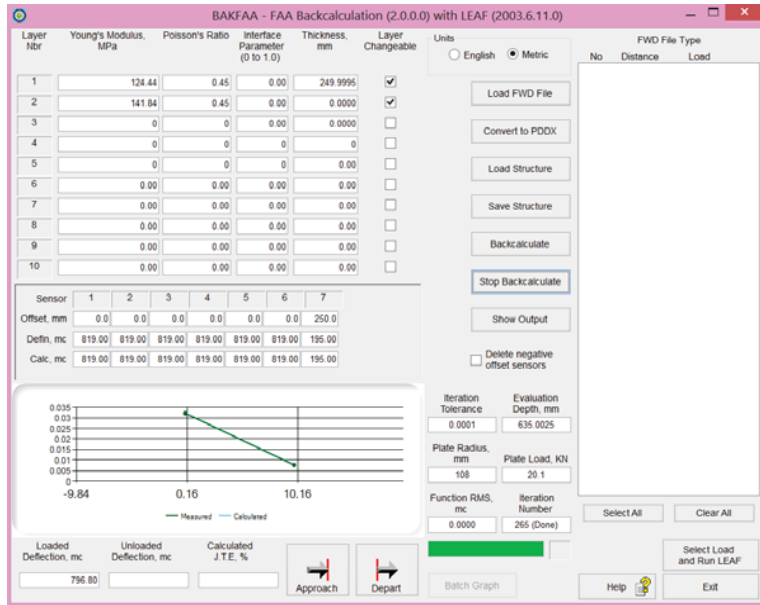 BAKFAA - FAA Backcalculation (2.0.0.0) with LEAF (2003.6.11.0)
Layer Nbr Young's Modulus, MPa Poisson's Ratio Interface Parameter (0 to 1.0) Thickness, mm Layer Changeable
1 124.44 0.45 0.00 249.9995
2 141.84 0.45 0.00 0.0000
3 0 0 0.00 0.0000
4 0 0 0 0
5 0 0 0 0.00
6 0.00 0.00 0.00 0.00
7 0.00 0.00 0.00 0.00
8 0.00 0.00 0.00 0.00
9 0.00 0.00 0.00 0.00
10 0.00 0.00 0.00 0.00
Sensor 1 2 3 4 5 6 7
Offset, mm 0.0 0.0 0.0 0.0 0.0 0.0 250.0
Defln, mc 819.00 819.00 819.00 819.00 819.00 819.00 195.00
Calc, mc 819.00 819.00 819.00 819.00 819.00 819.00 195.00
0.035
0.03
0.025
0.02
0.015
0.01
0.005
0
-9.84 0.16 10.16
Measured Calculated
Loaded Deflection, mc
796.80
Unloaded Deflection, mc
Calculated J.T.E, %
Approach
Depart
Units
English Metric
Load FWD File
Convert to PDDX
Load Structure
Save Structure
Backcalculate
Stop Backcalculate
Show Output
Delete negative offset sensors
Iteration Tolerance
0.0001
Evaluation Depth, mm
635.0025
Plate Radius, mm
108
Plate Load, KN
20.1
Function RMS, mc
0.0000
Iteration Number
265 (Done)
Batch Graph
FWD File Type
No Distance Load
Select All
Clear All
Select Load and Run LEAF
Help
Exit